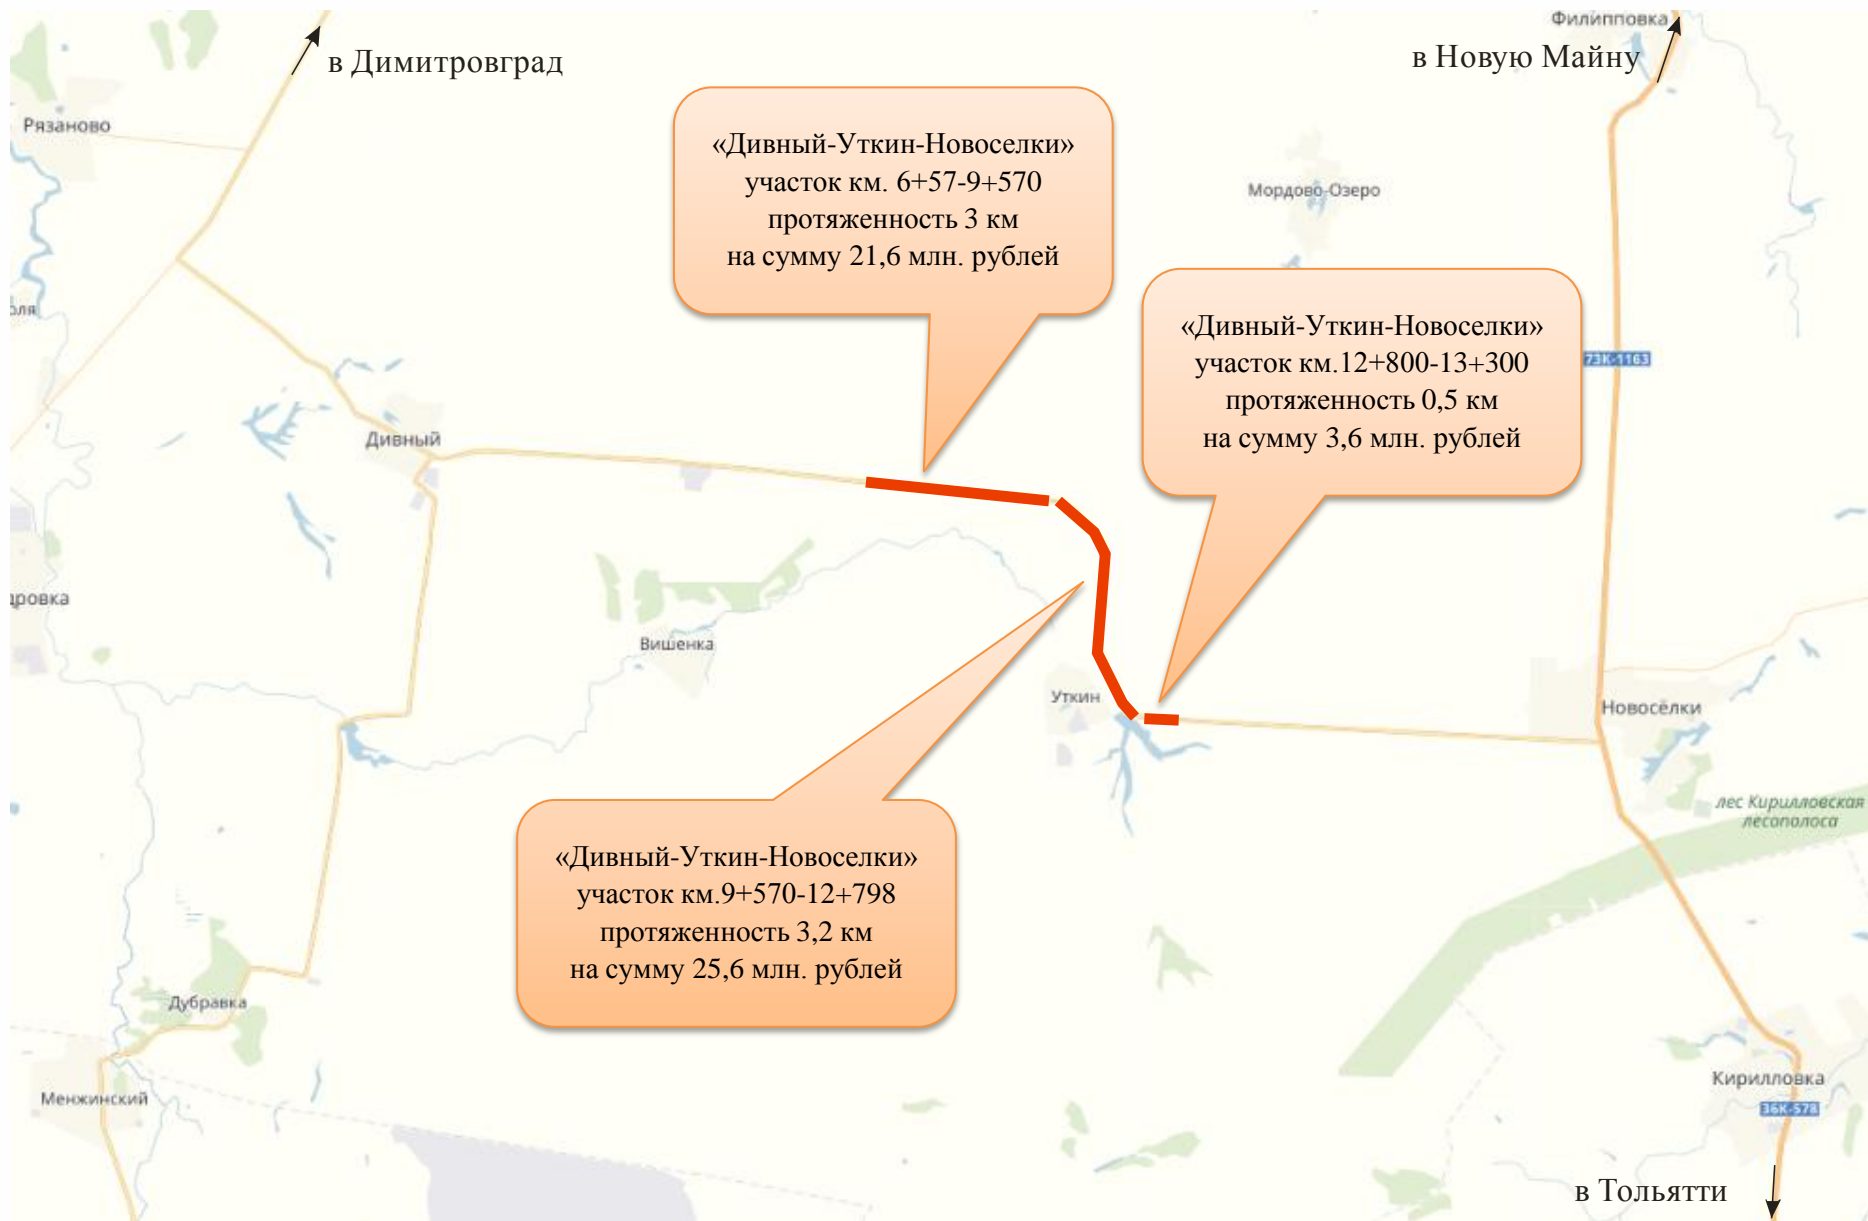 Филипповка
в Димитровград
в Новую Майну
Рязаново
«Дивный-Уткин-Новоселки»
участок км. 6+57-9+570
протяженность 3 км
на сумму 21,6 млн. рублей
Мордово-Озеро
оля
«Дивный-Уткин-Новоселки»
участок км.12+800-13+300
протяженность 0,5 км
на сумму 3,6 млн. рублей
73К-1163
Дивный
дровка
Вишенка
Уткин
Новосёлки
лес Кирилловская
лесополоса
«Дивный-Уткин-Новоселки»
участок км.9+570-12+798
протяженность 3,2 км
на сумму 25,6 млн. рублей
Дубравка
Менжинский
Кирилловка
36К-578
в Тольятти